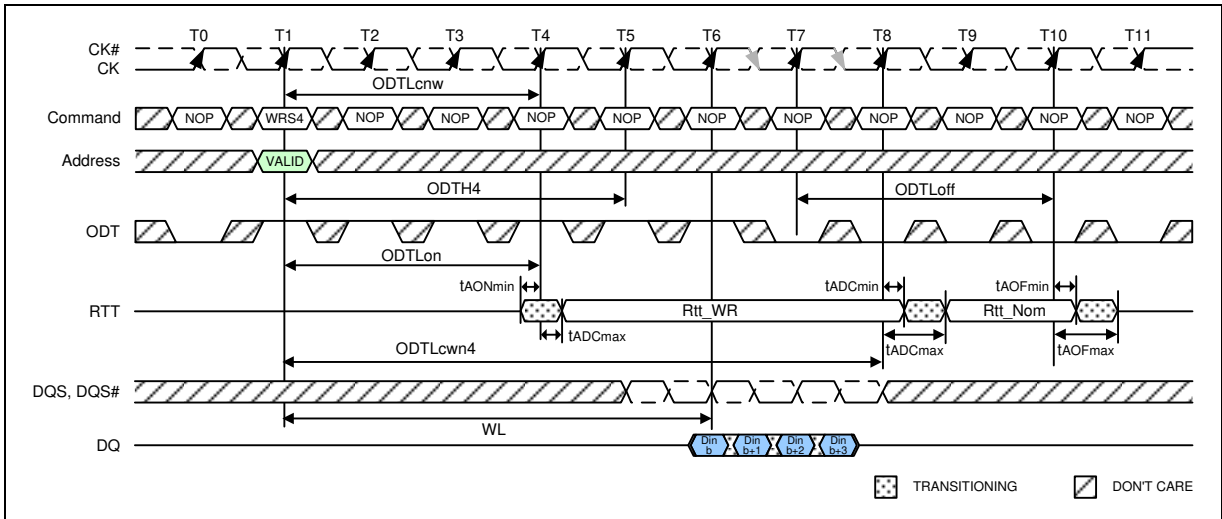 T0 T1 T2 T3 T4 T5 T6 T7 T8 T9 T10 T11
CK#
CK
ODTLcnw
Command NOP WRS4 NOP NOP NOP NOP NOP NOP NOP NOP NOP NOP
Address VALID
ODTH4 ODTLoff
ODT
ODTLon
tAONmin tADCmin tAOFmin
RTT Rtt_WR Rtt_Nom
tADCmax tADCmax tAOFmax
ODTLcwn4
DQS, DQS#
WL
DQ Din b Din b+1 Din b+2 Din b+3
TRANSITIONING DON'T CARE